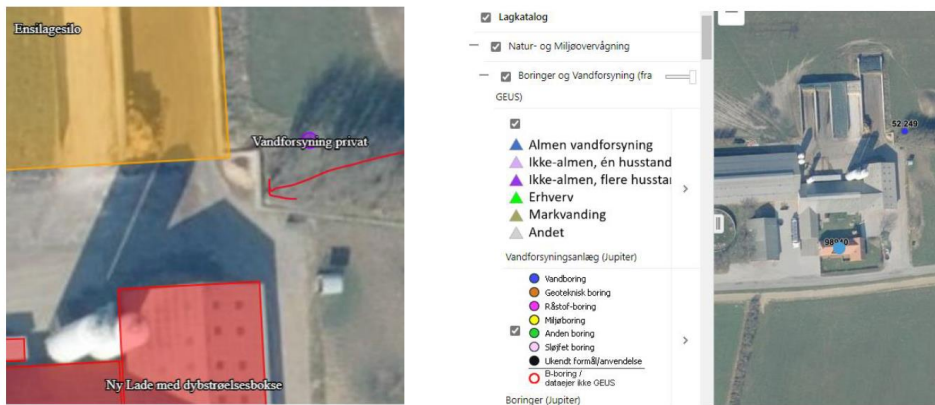 Ensilagesilo
Vandforsyning privat
Ny Lade med dybstrøelsesbokse
Lagkatalog
Natur- og Miljøovervågning
Boringer og Vandforsyning (fra
GEUS)
Almen vandforsyning
Ikke-almen, én husstand
Ikke-almen, flere hussta
Erhverv
Markvanding
Andet
Vandforsyningsanlæg (Jupiter)
Vandboring
Geoteknisk boring
Råstof-boring
Miljøboring
Anden boring
Sløjfet boring
Ukendt formål/anvendelse
B-boring /
dataejer ikke GEUS
Boringer (Jupiter)
52.249